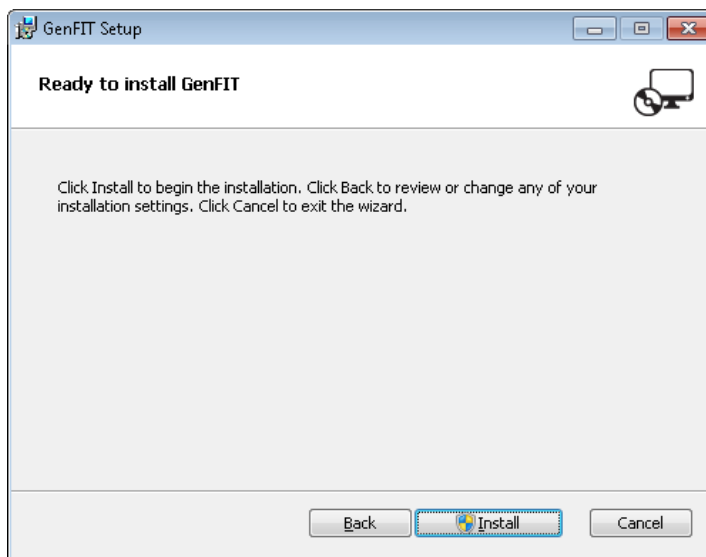 GenFIT Setup
Ready to install GenFIT
Click Install to begin the installation. Click Back to review or change any of your
installation settings. Click Cancel to exit the wizard.
Back
Install
Cancel